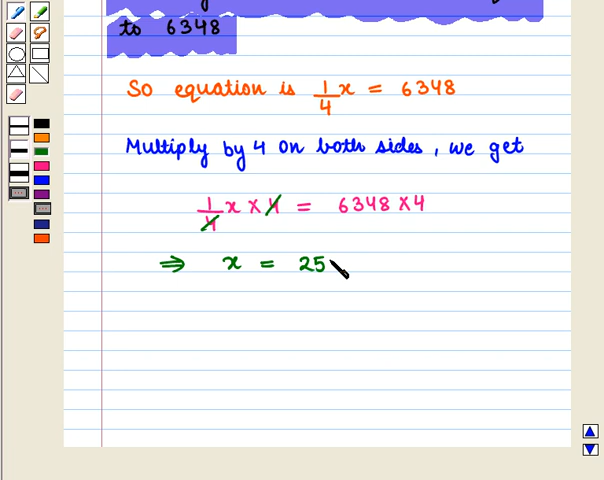 to 6348
So equation is 1/4 x = 6348
Multiply by 4 on both sides, we get
1/4 x × 4 = 6348 × 4
⇒ x = 25